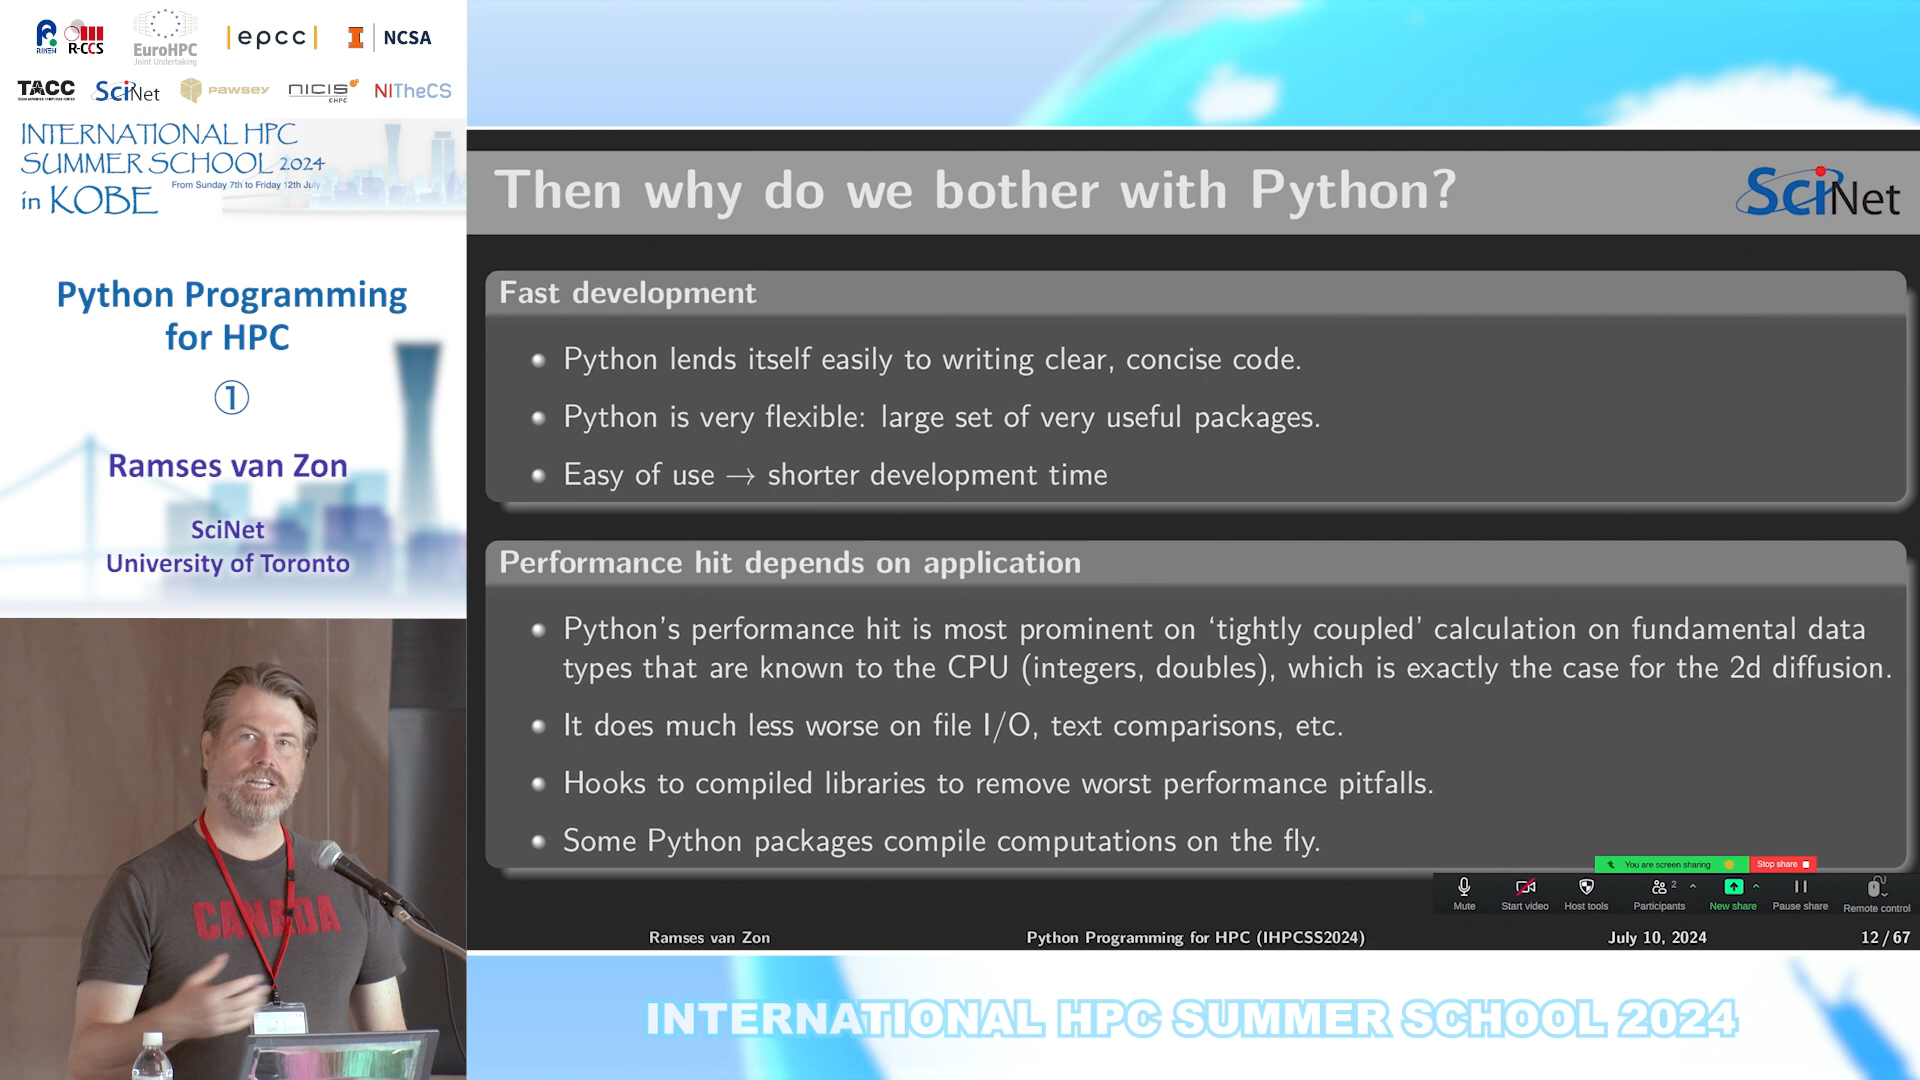 RIKEN R-CCS
EuroHPC
Joint Undertaking
epcc
I NCSA
TACC
SciNet
PAWSEY
NICIS
CHPC
NITheCS
INTERNATIONAL HPC
SUMMER SCHOOL 2024
From Sunday 7th to Friday 12th July
in KOBE
Python Programming
for HPC
①
Ramses van Zon
SciNet
University of Toronto
CANADA
Then why do we bother with Python?
SciNet
Fast development
Python lends itself easily to writing clear, concise code.
Python is very flexible: large set of very useful packages.
Easy of use → shorter development time
Performance hit depends on application
Python's performance hit is most prominent on ‘tightly coupled’ calculation on fundamental data
types that are known to the CPU (integers, doubles), which is exactly the case for the 2d diffusion.
It does much less worse on file I/O, text comparisons, etc.
Hooks to compiled libraries to remove worst performance pitfalls.
Some Python packages compile computations on the fly.
You are screen sharing Stop share
Mute Start video Host tools Participants 2 New share Pause share Remote control
Ramses van Zon Python Programming for HPC (IHPCSS2024) July 10, 2024 12 / 67
INTERNATIONAL HPC SUMMER SCHOOL 2024